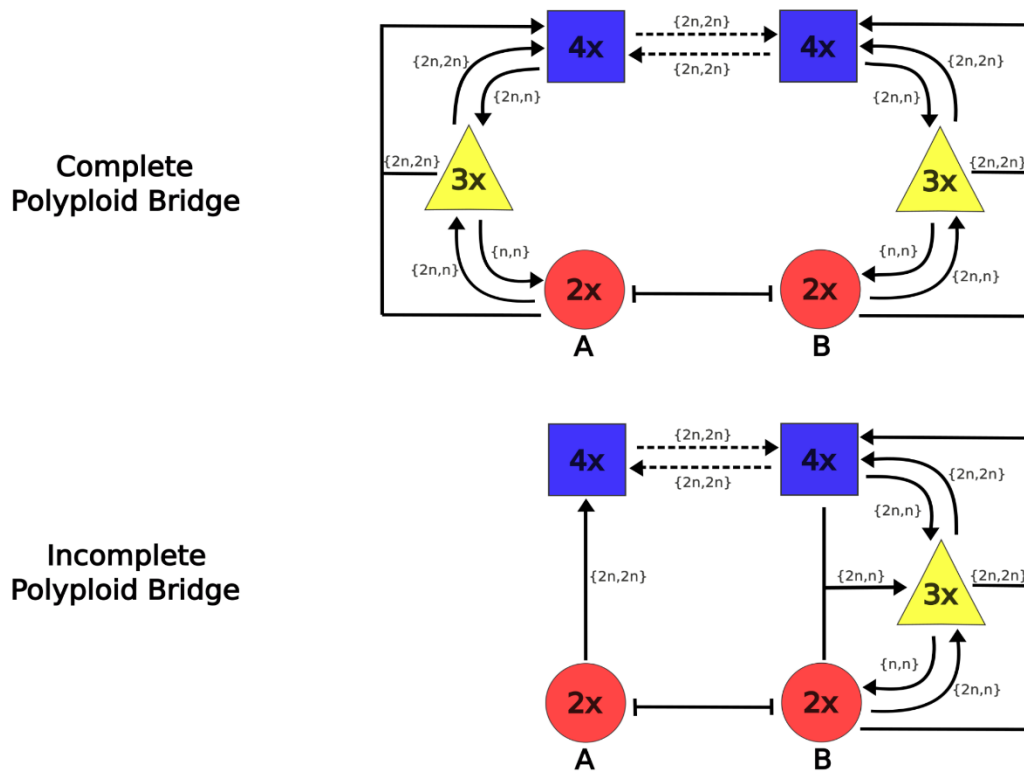 4x
{2n,2n}
{2n,2n}
4x
{2n,2n}
{2n,n}
{2n,n}
{2n,2n}
Complete
Polyploid Bridge
{2n,2n}
3x
3x
{2n,2n}
{n,n}
{2n,n}
{n,n}
{2n,n}
2x
2x
A
B
4x
{2n,2n}
{2n,2n}
4x
{2n,2n}
{2n,n}
Incomplete
Polyploid Bridge
{2n,2n}
{2n,n}
3x
{2n,2n}
{n,n}
{2n,n}
2x
2x
A
B